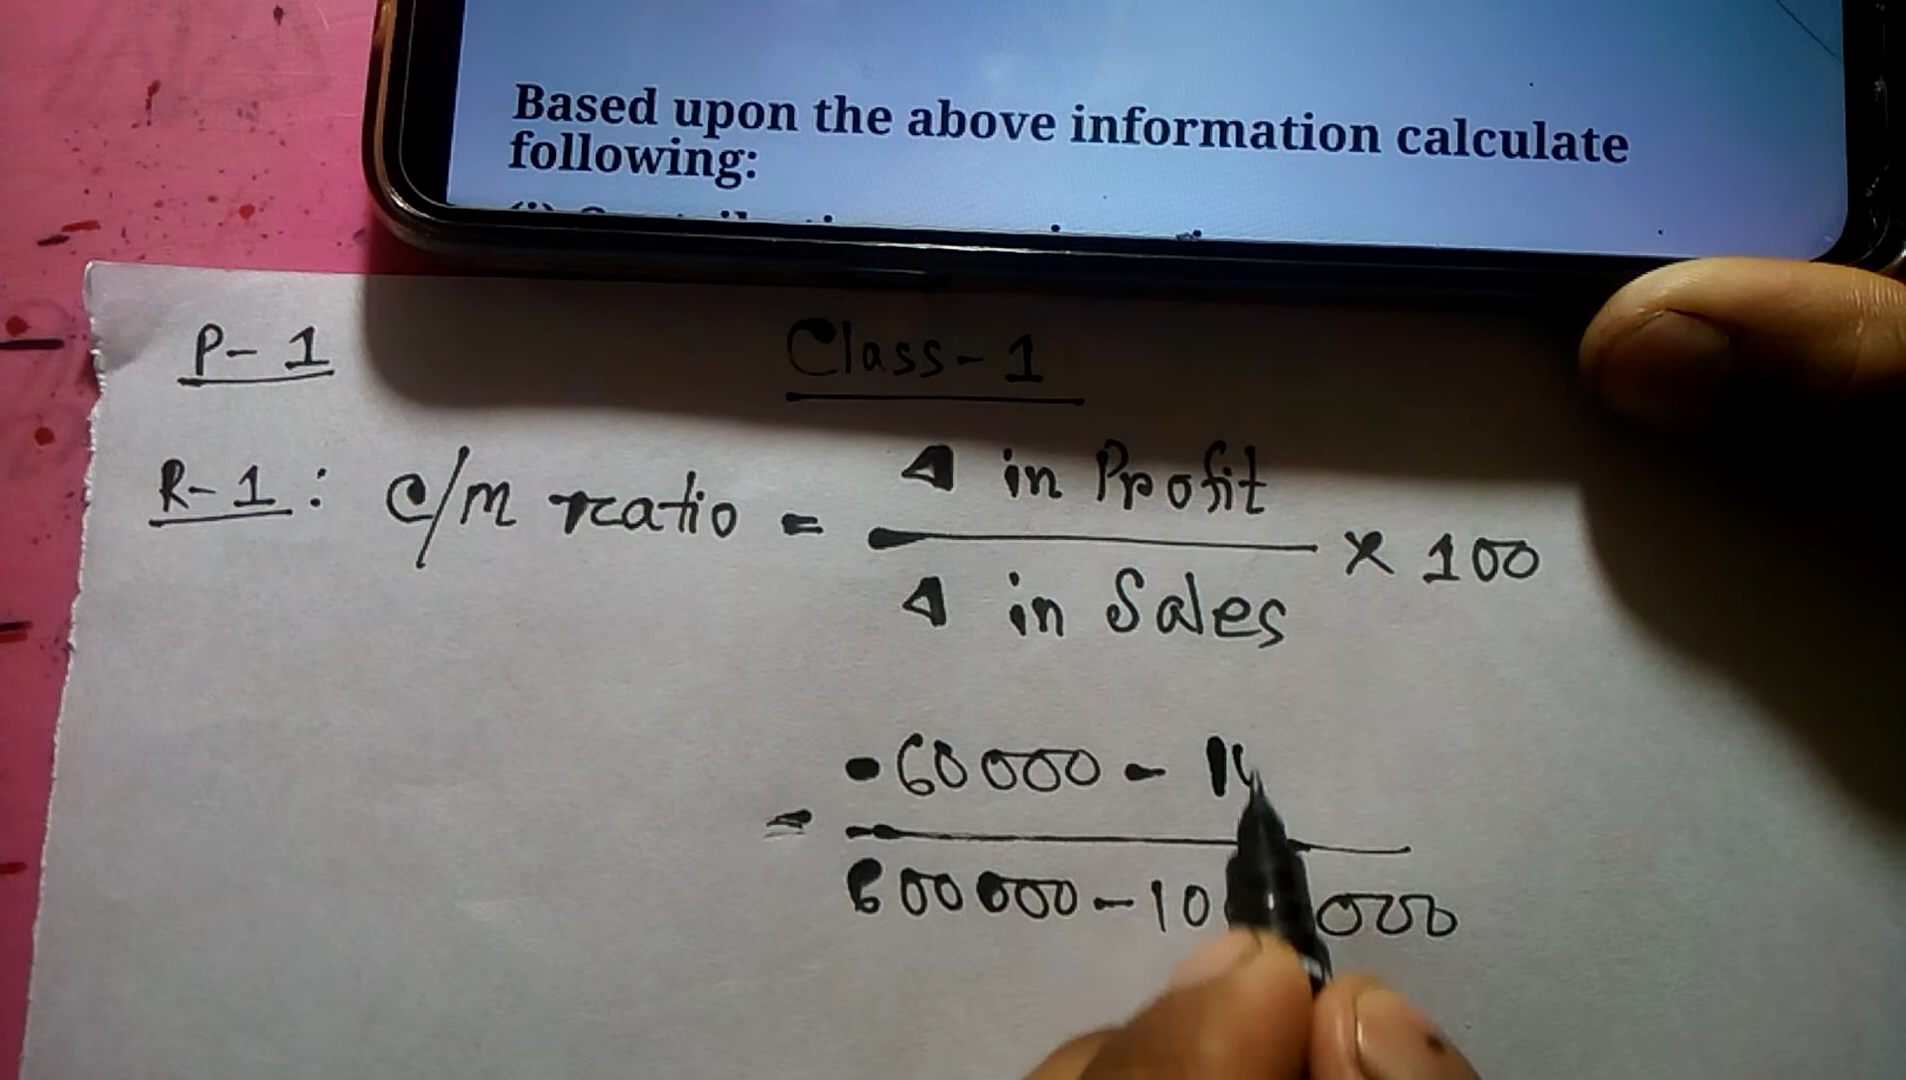 Based upon the above information calculate
following:
P-1
Class-1
R-1: C/M ratio = Δ in Profit
Δ in Sales × 100
= -60000 -
600000-10 000